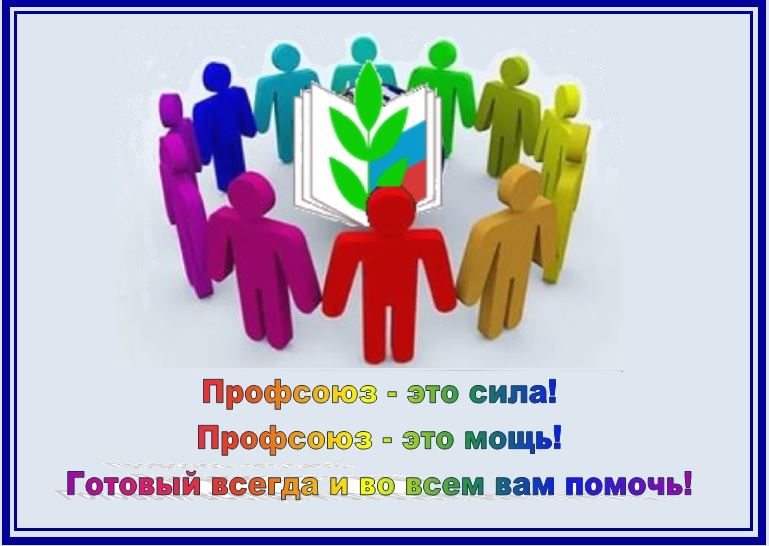 Профсоюз - это сила!
Профсоюз - это мощь!
Готовый всегда и во всем вам помочь!